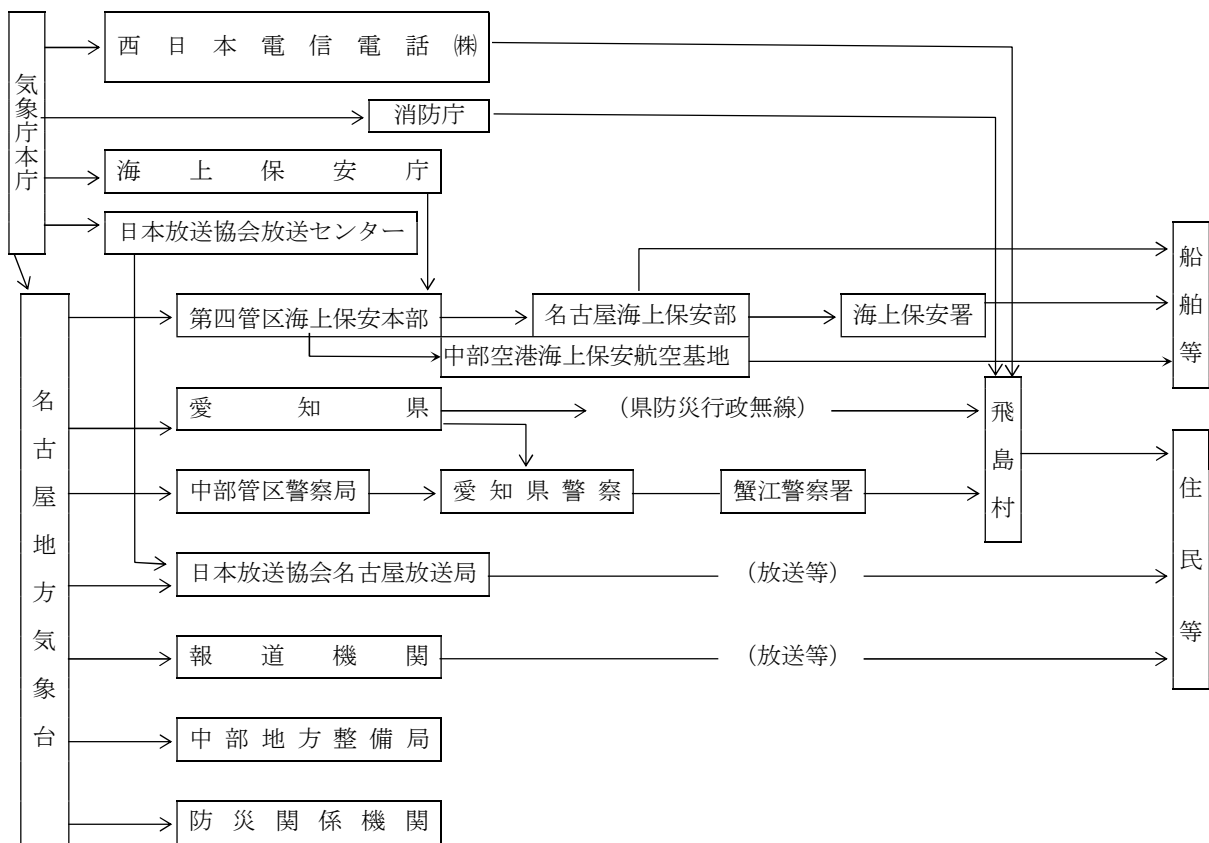 気象庁本庁
西日本電信電話㈱
消防庁
海上保安庁
日本放送協会放送センター
船舶等
名古屋地方気象台
第四管区海上保安本部
名古屋海上保安部
海上保安署
中部空港海上保安航空基地
愛知県
(県防災行政無線)
飛島村
中部管区警察局
愛知県警察
蟹江警察署
住民等
日本放送協会名古屋放送局
(放送等)
報道機関
(放送等)
中部地方整備局
防災関係機関